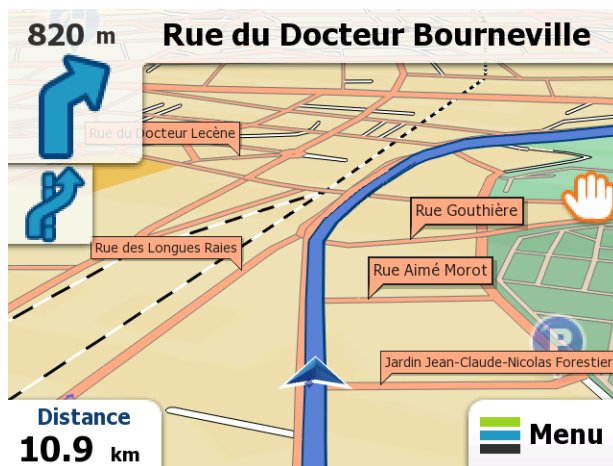 820 m
Rue du Docteur Bourneville
Rue du Docteur Lecène
Rue Gouthière
Rue des Longues Raies
Rue Aimé Morot
P
Jardin Jean-Claude-Nicolas Forestier
Distance
10.9 km
Menu